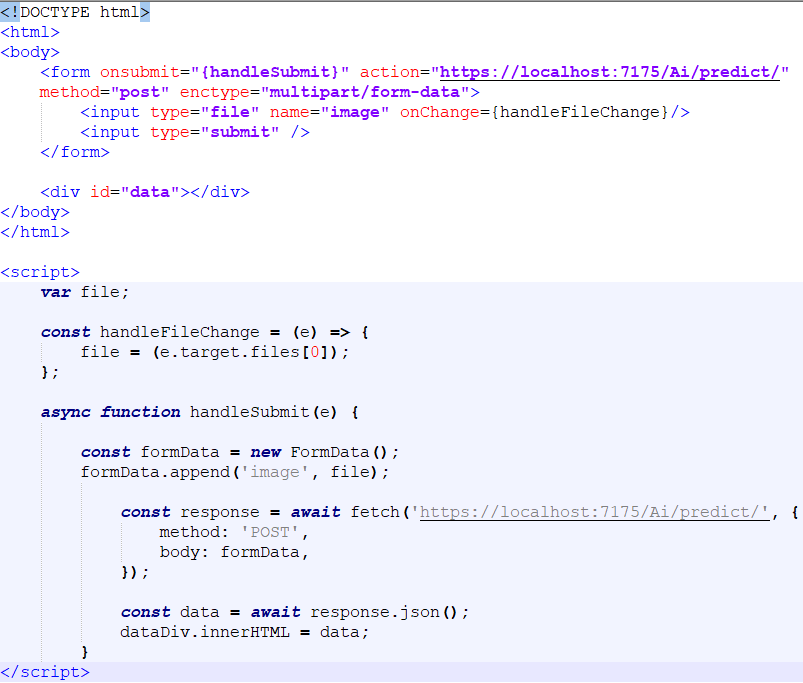 <!DOCTYPE html>
<html>
<body>
    <form onsubmit="{handleSubmit}" action="https://localhost:7175/Ai/predict/"
    method="post" enctype="multipart/form-data">
        <input type="file" name="image" onChange={handleFileChange}/>
        <input type="submit" />
    </form>

    <div id="data"></div>
</body>
</html>

<script>
    var file;

    const handleFileChange = (e) => {
        file = (e.target.files[0]);
    };

    async function handleSubmit(e) {

        const formData = new FormData();
        formData.append('image', file);

            const response = await fetch('https://localhost:7175/Ai/predict/', {
                method: 'POST',
                body: formData,
            });

            const data = await response.json();
            dataDiv.innerHTML = data;
        }
</script>